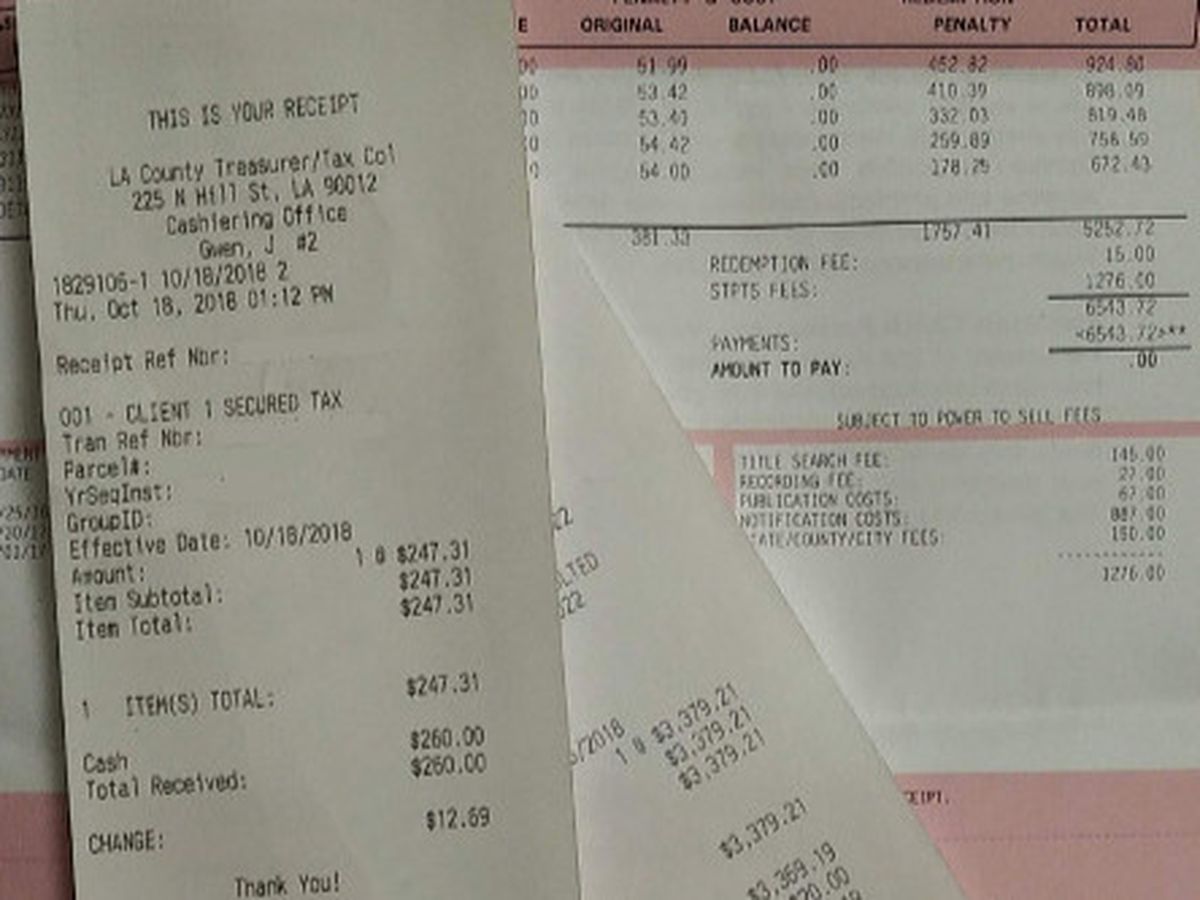 THIS IS YOUR RECEIPT
LA County Treasurer/Tax Col
225 N Hill St, LA 90012
Cashiering Office
Gwen, J #2
1829106-1 10/18/2018 2
Thu, Oct 18, 2018 01:12 PM
Receipt Ref Nbr:
001 - CLIENT 1 SECURED TAX
Tran Ref Nbr:
Parcel#:
YrSeqInst:
GroupID:
Effective Date: 10/18/2018
Amount: 1 @ $247.31
Item Subtotal: $247.31
Item Total: $247.31
1 ITEM(S) TOTAL: $247.31
Cash $260.00
Total Received: $260.00
CHANGE: $12.69
Thank You!
/2018
1 @ $3,379.21
$3,379.21
$3,379.21
$3,379.21
$3,369.19
ORIGINAL BALANCE PENALTY TOTAL
51.99 .00 452.82 924.80
53.42 .00 410.39 898.09
53.43 .00 332.03 819.48
54.42 .00 259.89 756.59
54.00 .00 178.25 672.43
381.33 1757.41 5252.72
REDEMPTION FEE: 15.00
STPTS FEES: 1276.00
6543.72
PAYMENTS: <6543.72>**
AMOUNT TO PAY: .00
SUBJECT TO POWER TO SELL FEES
TITLE SEARCH FEE: 145.00
RECORDING FEE: 27.00
PUBLICATION COSTS: 67.00
NOTIFICATION COSTS: 887.00
STATE/COUNTY/CITY FEES: 150.00
1276.00